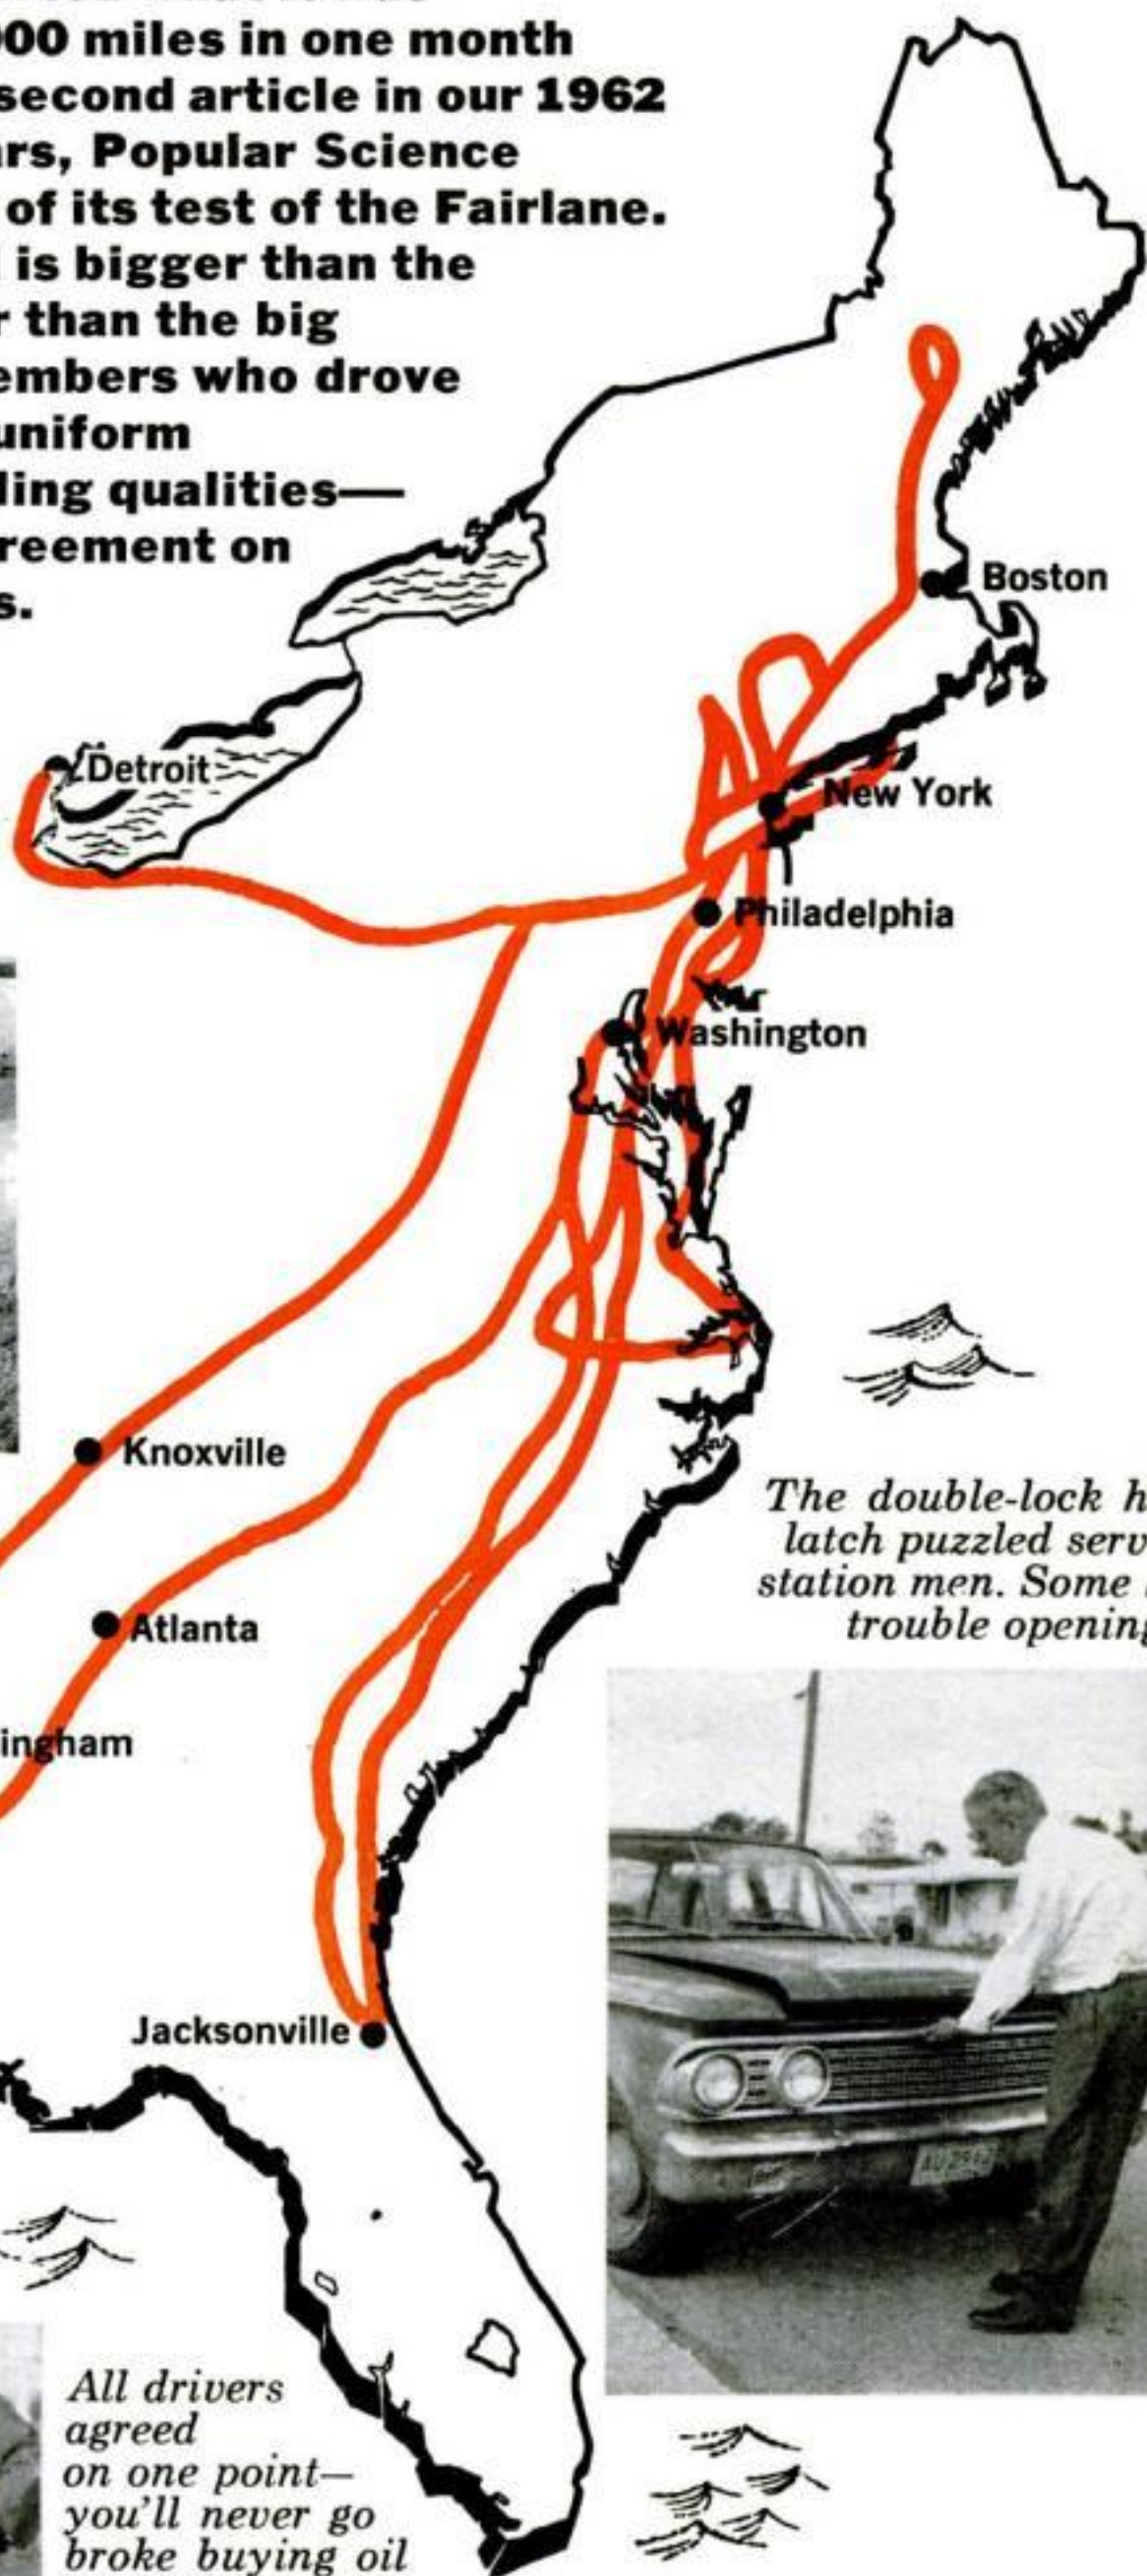 000 miles in one month
second article in our 1962
ars, Popular Science
of its test of the Fairlane.
is bigger than the
r than the big
embers who drove
uniform
ling qualities—
reement on
s.
Boston
Detroit
New York
Philadelphia
Washington
Knoxville
The double-lock h
latch puzzled serv
station men. Some
trouble opening
Atlanta
ingham
Jacksonville
All drivers
agreed
on one point—
you'll never go
broke buying oil